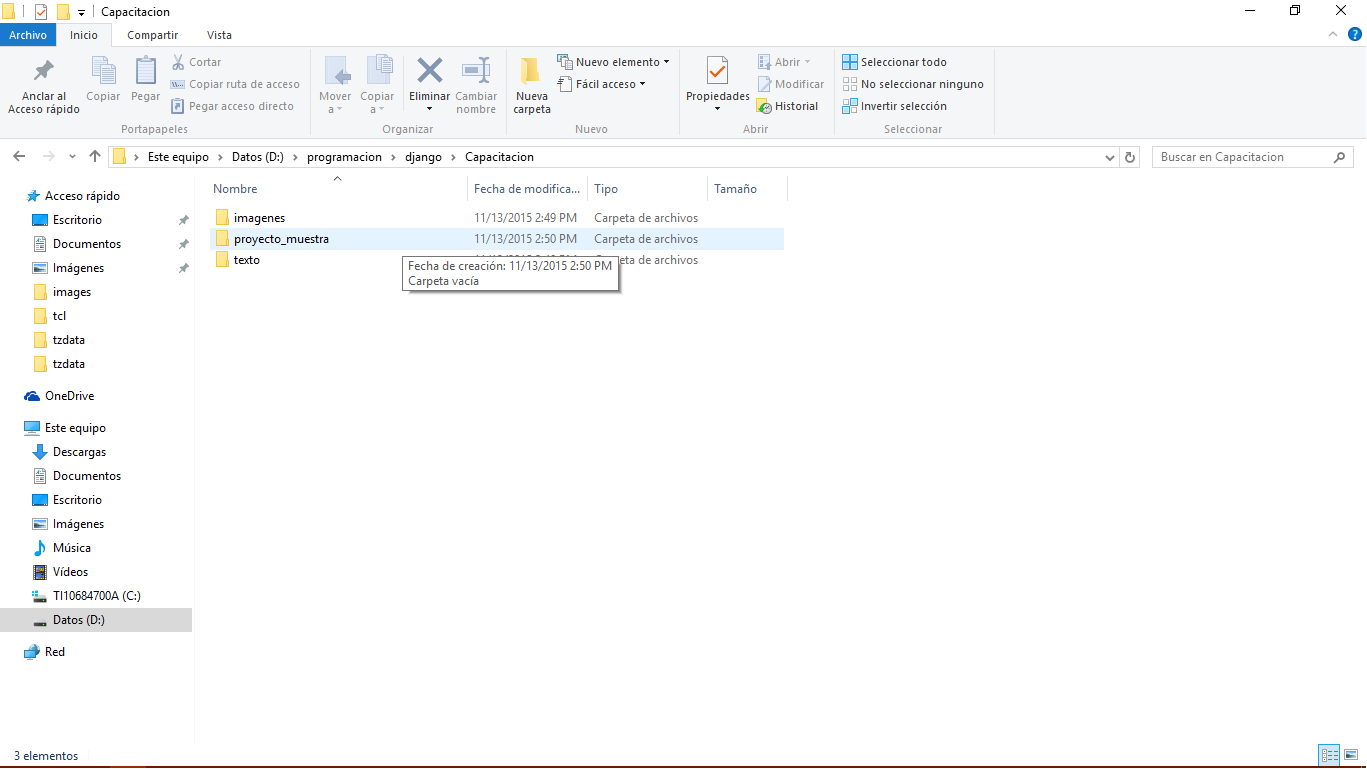 Capacitacion
Archivo Inicio Compartir Vista
Anclar al Acceso rápido
Copiar
Pegar
Cortar
Copiar ruta de acceso
Pegar acceso directo
Portapapeles
Mover a
Copiar a
Eliminar
Cambiar nombre
Organizar
Nueva carpeta
Nuevo elemento
Fácil acceso
Nuevo
Propiedades
Abrir
Modificar
Historial
Abrir
Seleccionar todo
No seleccionar ninguno
Invertir selección
Seleccionar
Este equipo > Datos (D:) > programacion > django > Capacitacion
Buscar en Capacitacion
Acceso rápido
Escritorio
Documentos
Imágenes
images
tcl
tzdata
tzdata
OneDrive
Este equipo
Descargas
Documentos
Escritorio
Imágenes
Música
Vídeos
TI10684700A (C:)
Datos (D:)
Red
Nombre Fecha de modifica... Tipo Tamaño
imagenes 11/13/2015 2:49 PM Carpeta de archivos
proyecto_muestra 11/13/2015 2:50 PM Carpeta de archivos
texto eta de archivos
Fecha de creación: 11/13/2015 2:50 PM
Carpeta vacía
3 elementos